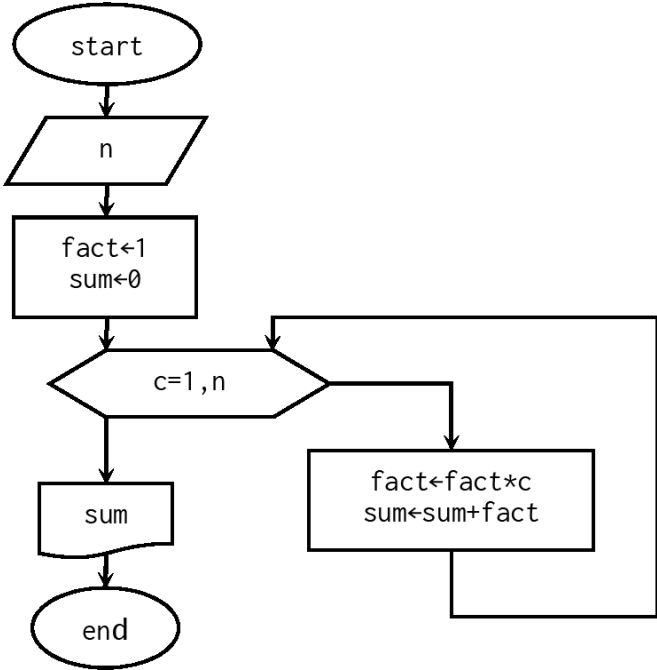 start
n
fact←1
sum←0
c=1,n
fact←fact*c
sum←sum+fact
sum
end